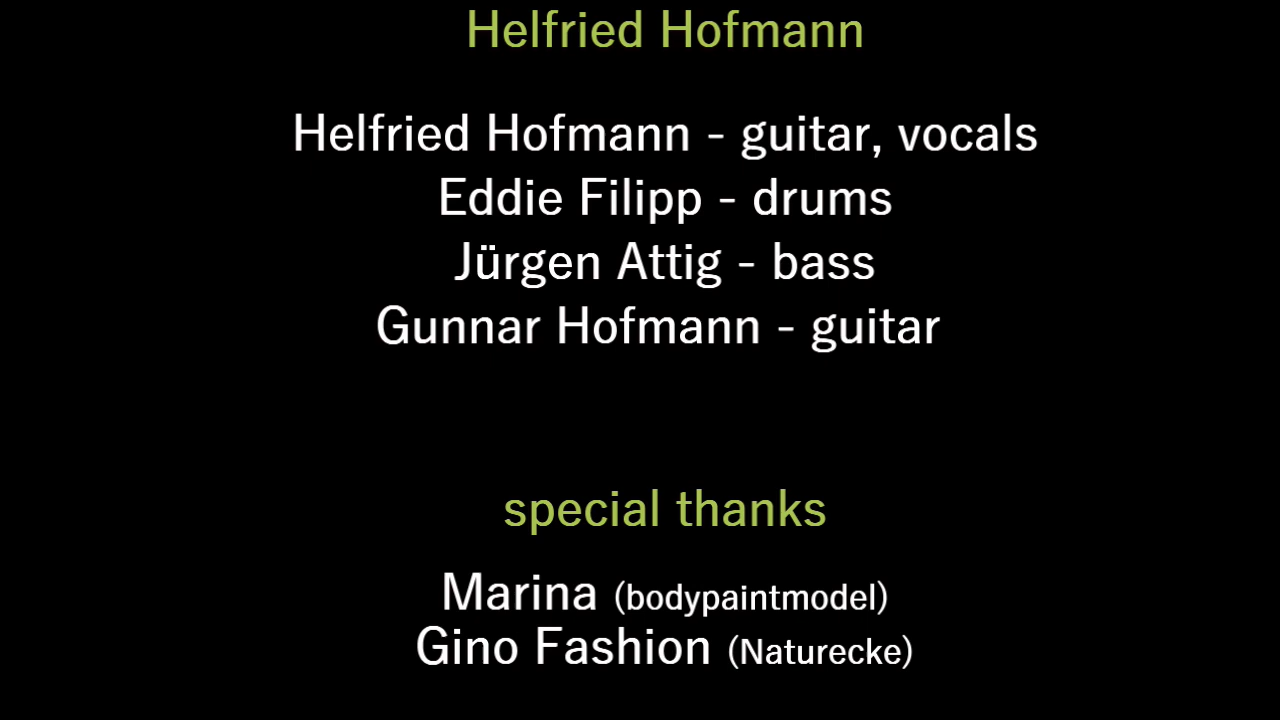 Helfried Hofmann
Helfried Hofmann - guitar, vocals
Eddie Filipp - drums
Jürgen Attig - bass
Gunnar Hofmann - guitar
special thanks
Marina (bodypaintmodel)
Gino Fashion (Naturecke)